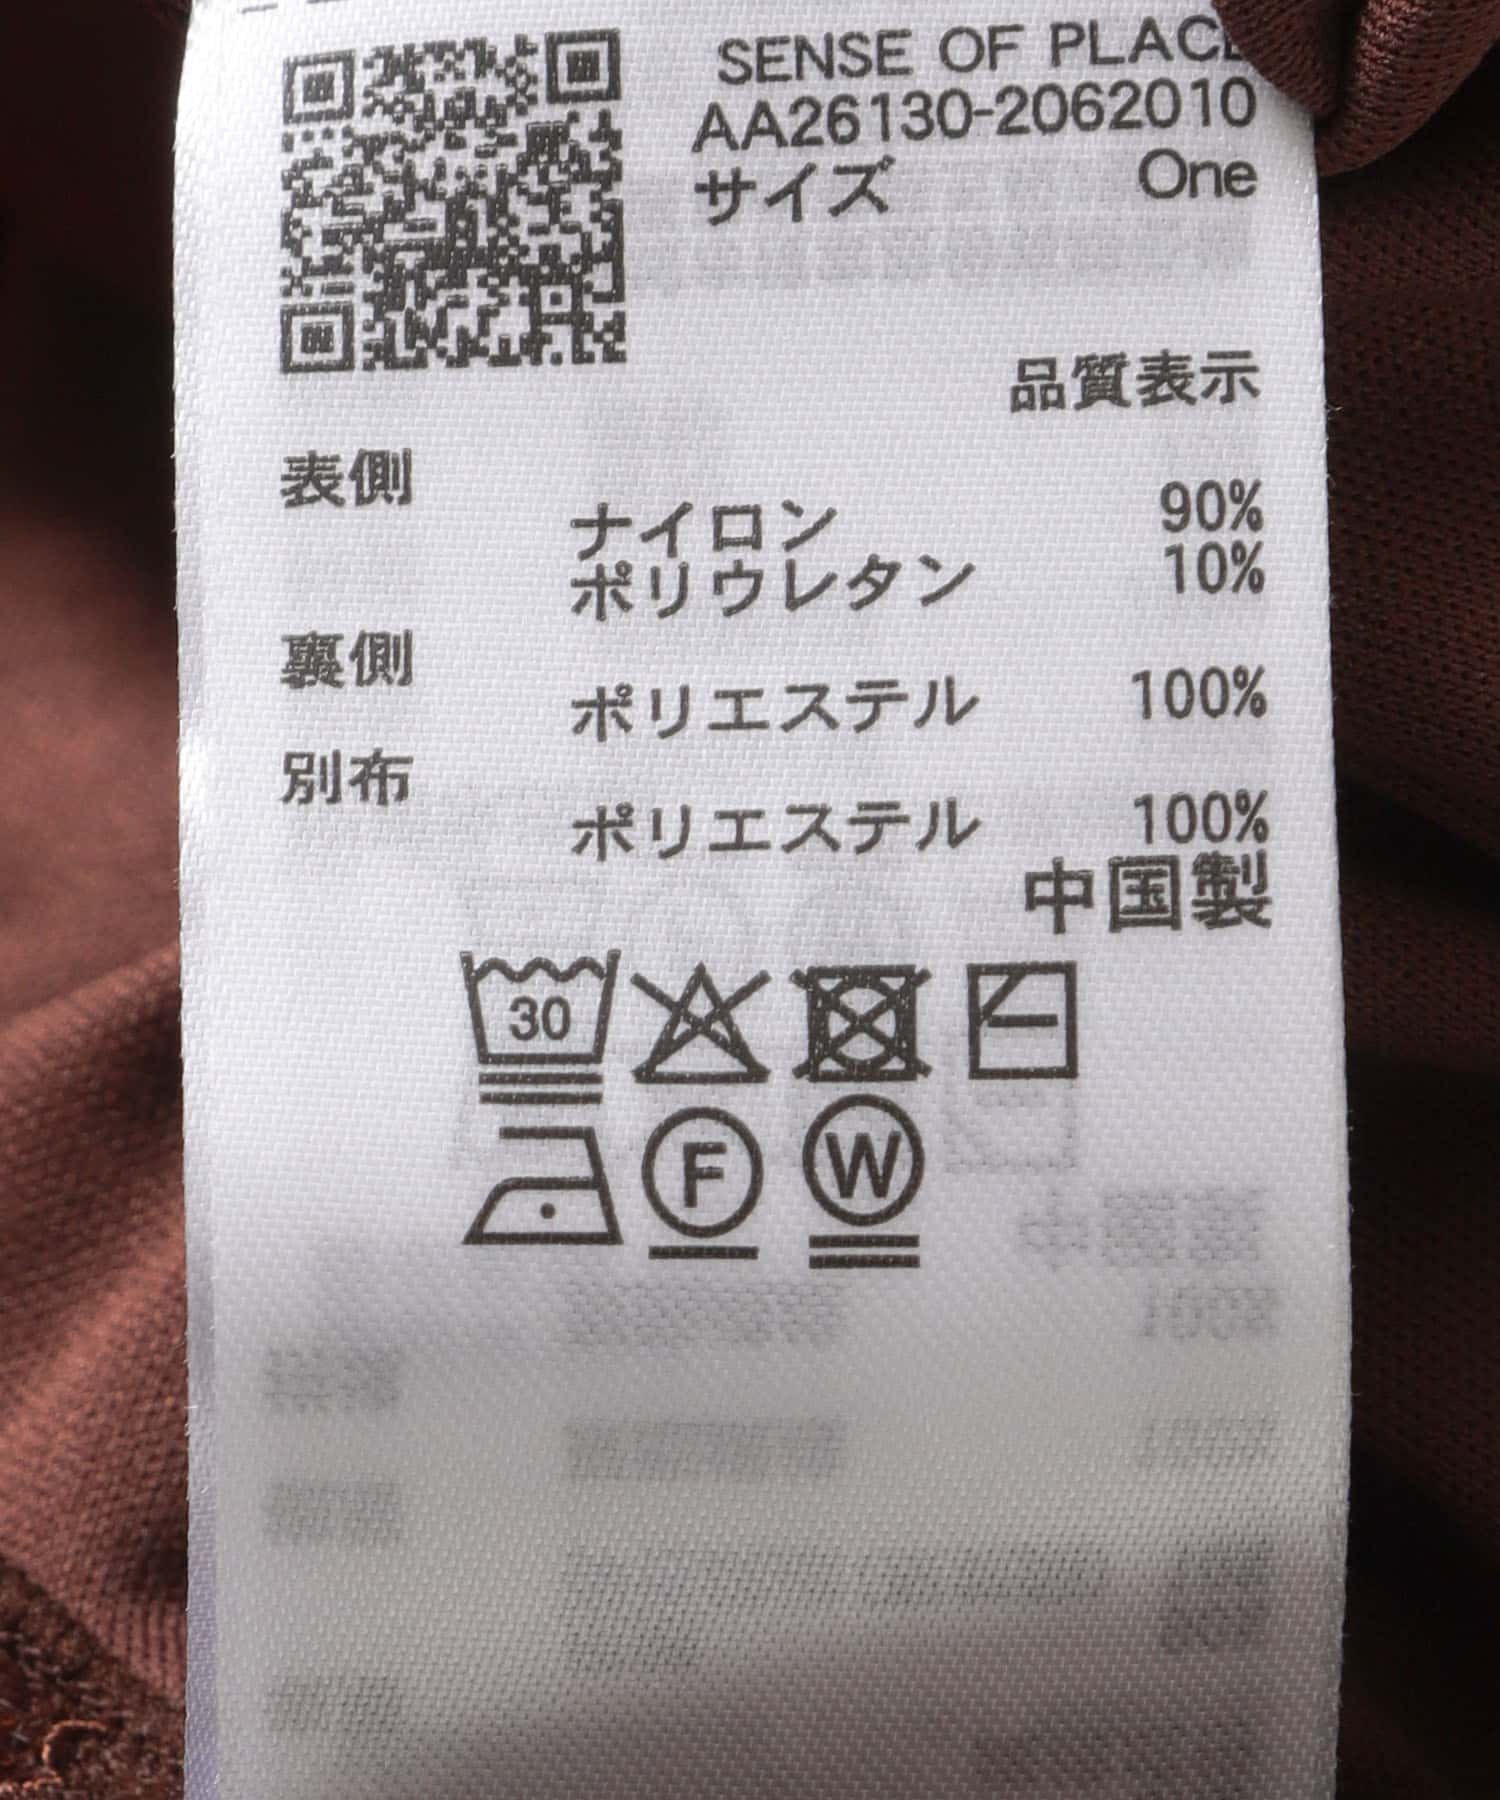 SENSE OF PLACE
AA26130-2062010
サイズ One
品質表示
表側
ナイロン 90%
ポリウレタン 10%
裏側
ポリエステル 100%
別布
ポリエステル 100%
中国製
30
F W